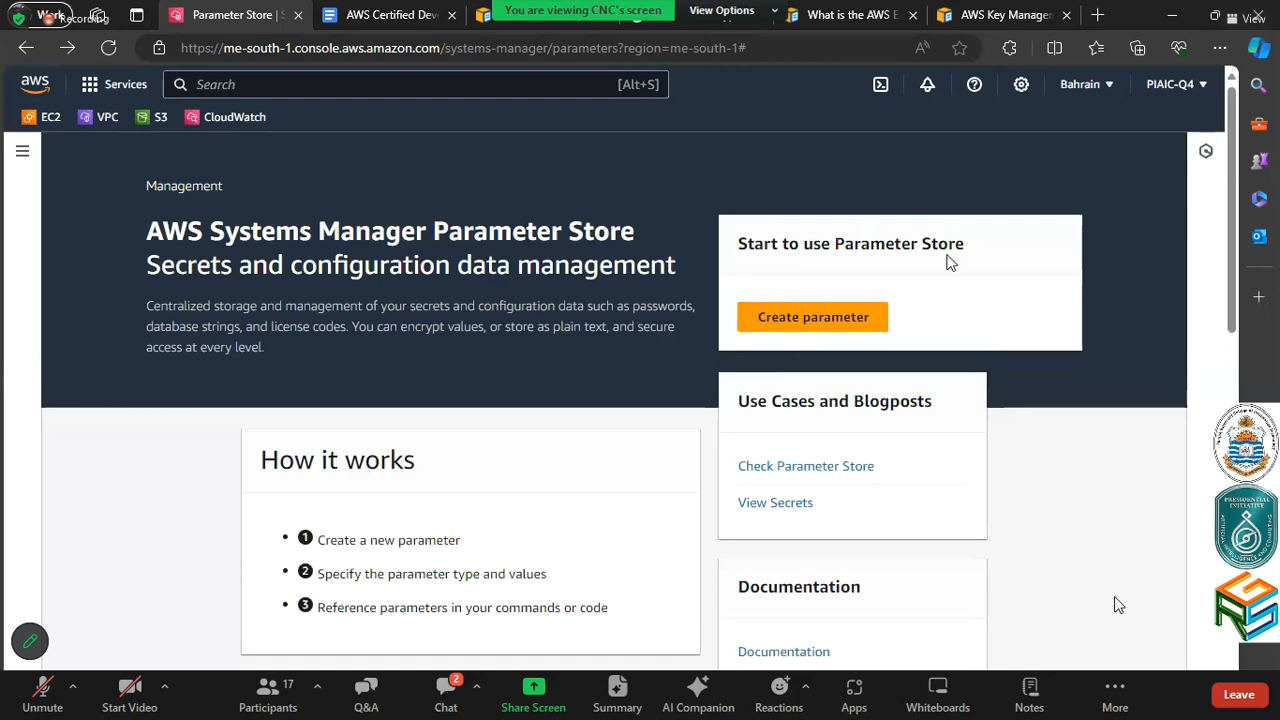 Recording
Parameter Store | S
AWS Certified Dev
You are viewing CNC's screen
View Options
What is the AWS E
AWS Key Manage
View
https://me-south-1.console.aws.amazon.com/systems-manager/parameters?region=me-south-1#
aws
Services
Search
[Alt+S]
Bahrain
PIAIC-Q4
EC2
VPC
S3
CloudWatch
Management
AWS Systems Manager Parameter Store
Secrets and configuration data management
Centralized storage and management of your secrets and configuration data such as passwords,
database strings, and license codes. You can encrypt values, or store as plain text, and secure
access at every level.
Start to use Parameter Store
Create parameter
Use Cases and Blogposts
Check Parameter Store
View Secrets
How it works
1 Create a new parameter
2 Specify the parameter type and values
3 Reference parameters in your commands or code
Documentation
Documentation
PRESIDENTIAL
INITIATIVE
Unmute
Start Video
17
Participants
Q&A
2
Chat
Share Screen
Summary
AI Companion
Reactions
Apps
Whiteboards
Notes
More
Leave